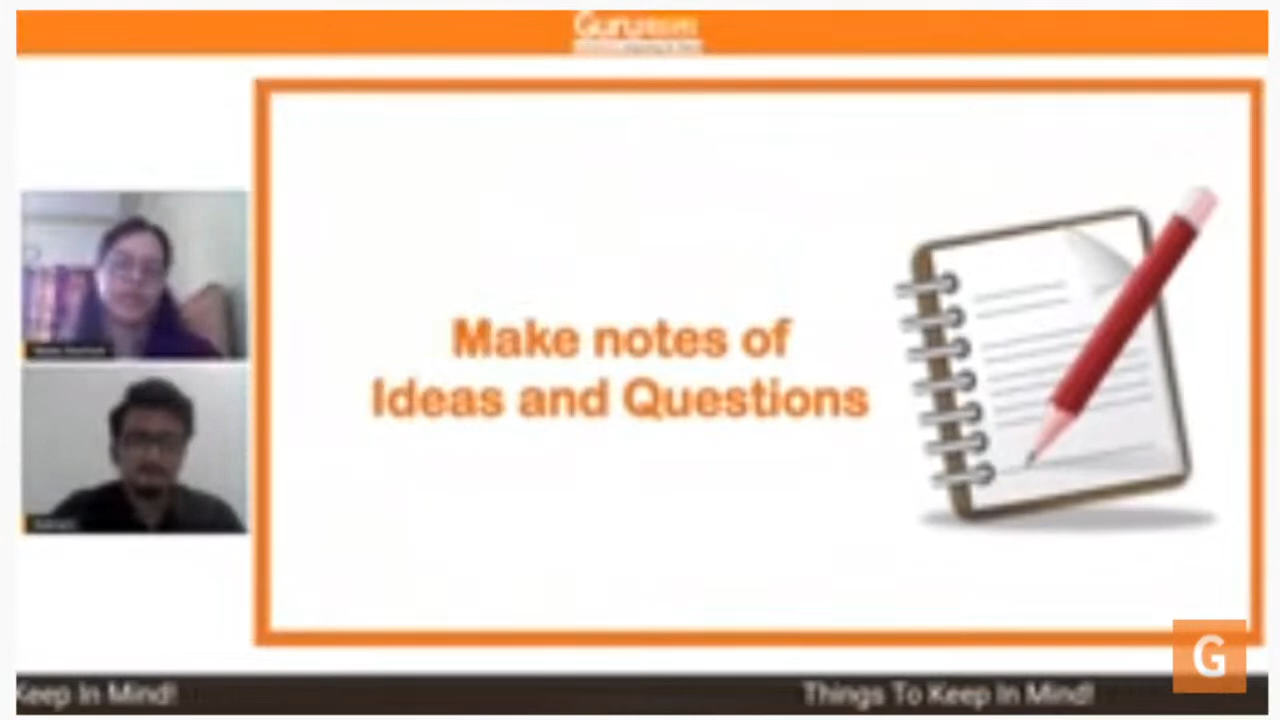 Make notes of
Ideas and Questions
G
Keep In Mind!
Things To Keep In Mind!